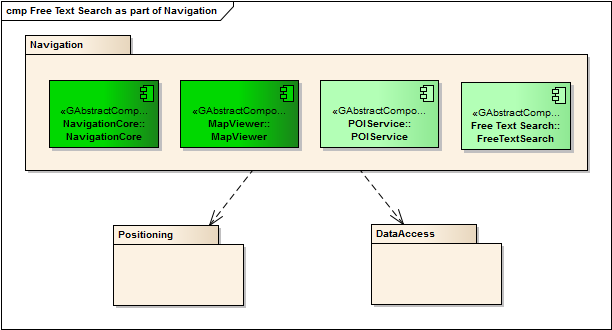 cmp Free Text Search as part of Navigation
Navigation
«GAbstractCompo...
NavigationCore::
NavigationCore
«GAbstractCompo...
MapViewer::
MapViewer
«GAbstractCompo...
POIService::
POIService
«GAbstractComp...
Free Text Search::
FreeTextSearch
Positioning
DataAccess